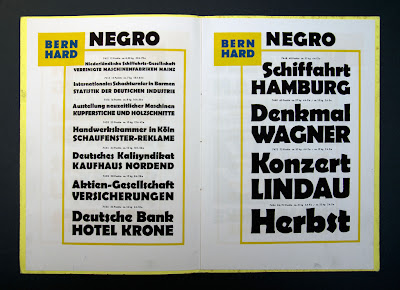 BERN
HARD
NEGRO
Niederländische Schiffahrts-Gesellschaft
VEREINIGTE MASCHINENFABRIKEN MAINZ
Internationales Schachturnier in Barmen
STATISTIK DER DEUTSCHEN INDUSTRIE
Ausstellung neuzeitlicher Maschinen
KUPFERSTICHE UND HOLZSCHNITTE
Handwerkskammer in Köln
SCHAUFENSTER-REKLAME
Deutsches Kalisyndikat
KAUFHAUS NORDEND
Aktien-Gesellschaft
VERSICHERUNGEN
Deutsche Bank
HOTEL KRONE
BERN
HARD
NEGRO
Schiffahrt
HAMBURG
Denkmal
WAGNER
Konzert
LINDAU
Herbst